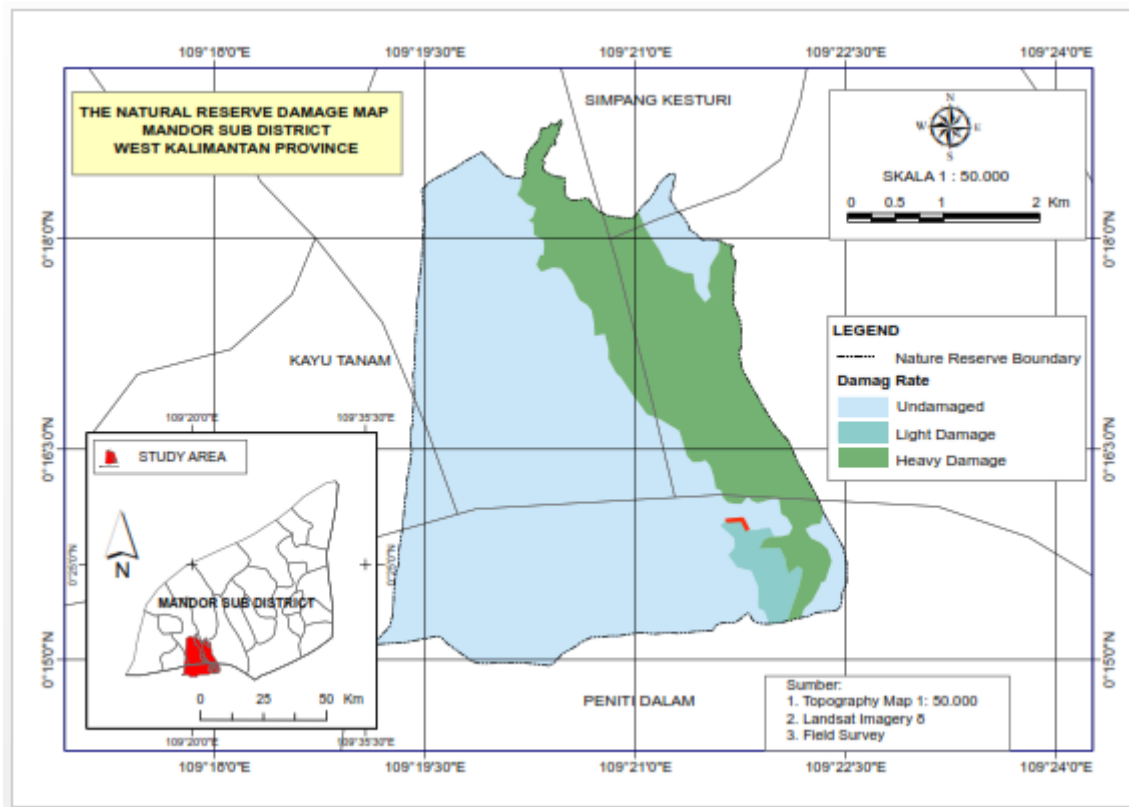 109°18'0"E 109°19'30"E 109°21'0"E 109°22'30"E 109°24'0"E
THE NATURAL RESERVE DAMAGE MAP
MANDOR SUB DISTRICT
WEST KALIMANTAN PROVINCE
SIMPANG KESTURI
N
W E
S
SKALA 1 : 50.000
0 0.5 1 2 Km
0°18'0"N 0°18'0"N
KAYU TANAM
LEGEND
Nature Reserve Boundary
Damag Rate
Undamaged
Light Damage
Heavy Damage
0°16'30"N 0°16'30"N
109°20'0"E 109°35'30"E
STUDY AREA
N
0°25'0"N 0°25'0"N
MANDOR SUB DISTRICT
0 25 50 Km
109°20'0"E 109°35'30"E
0°15'0"N 0°15'0"N
PENITI DALAM
Sumber:
1. Topography Map 1: 50.000
2. Landsat Imagery 8
3. Field Survey
109°18'0"E 109°19'30"E 109°21'0"E 109°22'30"E 109°24'0"E